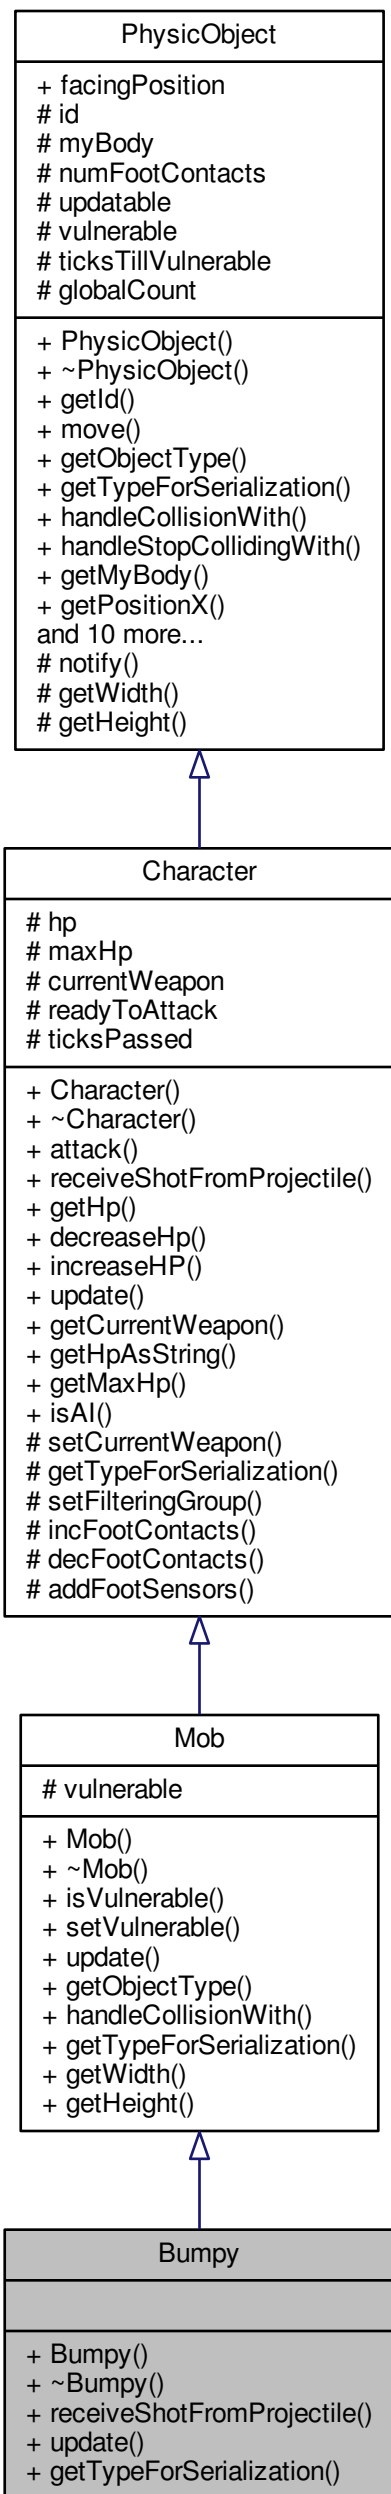 PhysicObject
+ facingPosition
# id
# myBody
# numFootContacts
# updatable
# vulnerable
# ticksTillVulnerable
# globalCount
+ PhysicObject()
+ ~PhysicObject()
+ getId()
+ move()
+ getObjectType()
+ getTypeForSerialization()
+ handleCollisionWith()
+ handleStopCollidingWith()
+ getMyBody()
+ getPositionX()
and 10 more...
# notify()
# getWidth()
# getHeight()
Character
# hp
# maxHp
# currentWeapon
# readyToAttack
# ticksPassed
+ Character()
+ ~Character()
+ attack()
+ receiveShotFromProjectile()
+ getHp()
+ decreaseHp()
+ increaseHP()
+ update()
+ getCurrentWeapon()
+ getHpAsString()
+ getMaxHp()
+ isAI()
# setCurrentWeapon()
# getTypeForSerialization()
# setFilteringGroup()
# incFootContacts()
# decFootContacts()
# addFootSensors()
Mob
# vulnerable
+ Mob()
+ ~Mob()
+ isVulnerable()
+ setVulnerable()
+ update()
+ getObjectType()
+ handleCollisionWith()
+ getTypeForSerialization()
+ getWidth()
+ getHeight()
Bumpy
+ Bumpy()
+ ~Bumpy()
+ receiveShotFromProjectile()
+ update()
+ getTypeForSerialization()